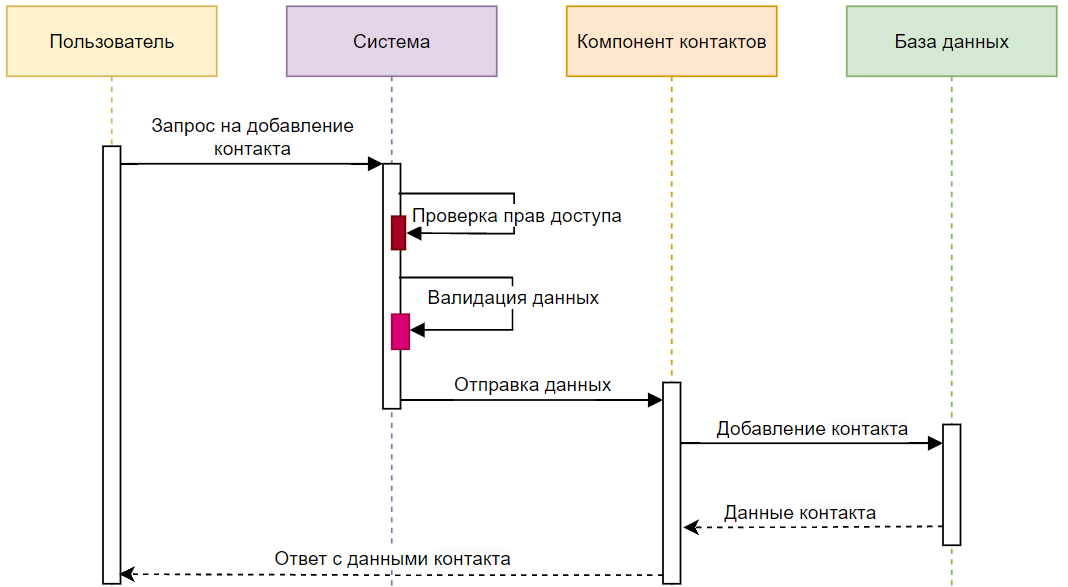 Пользователь
Система
Компонент контактов
База данных
Запрос на добавление
контакта
Проверка прав доступа
Валидация данных
Отправка данных
Добавление контакта
Данные контакта
Ответ с данными контакта